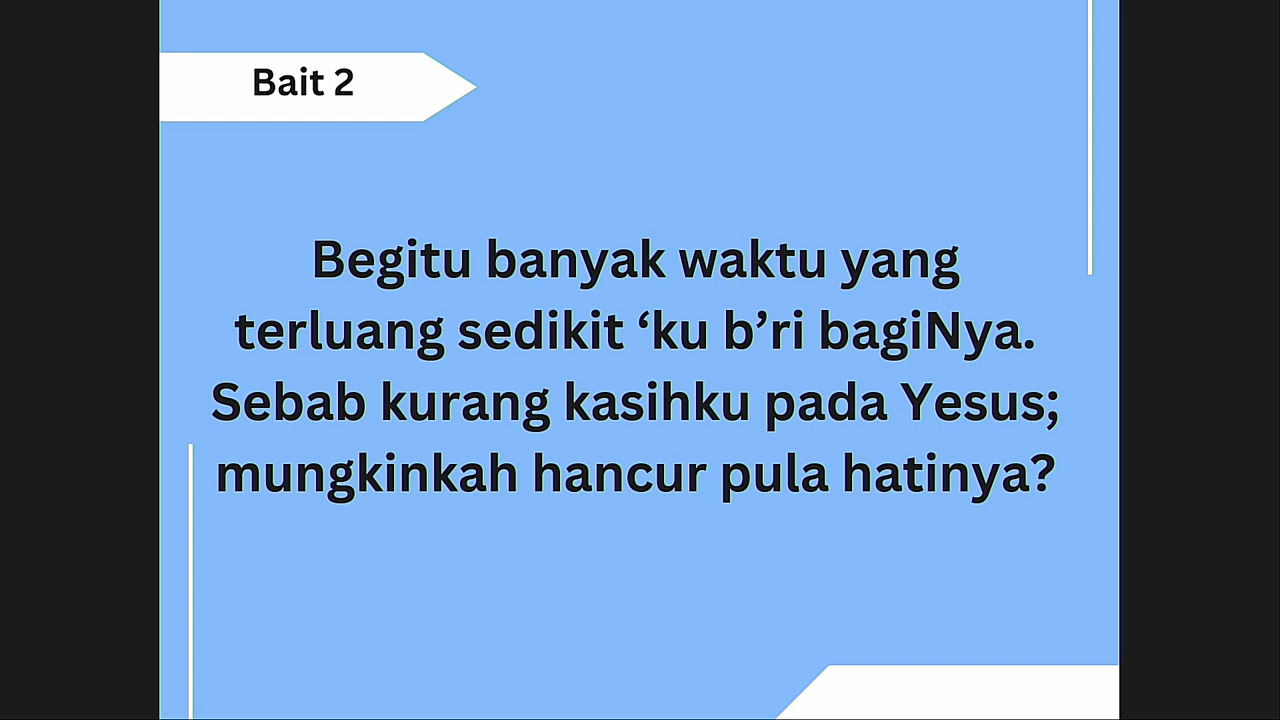 Bait 2
Begitu banyak waktu yang
terluang sedikit ‘ku b’ri bagiNya.
Sebab kurang kasihku pada Yesus;
mungkinkah hancur pula hatinya?